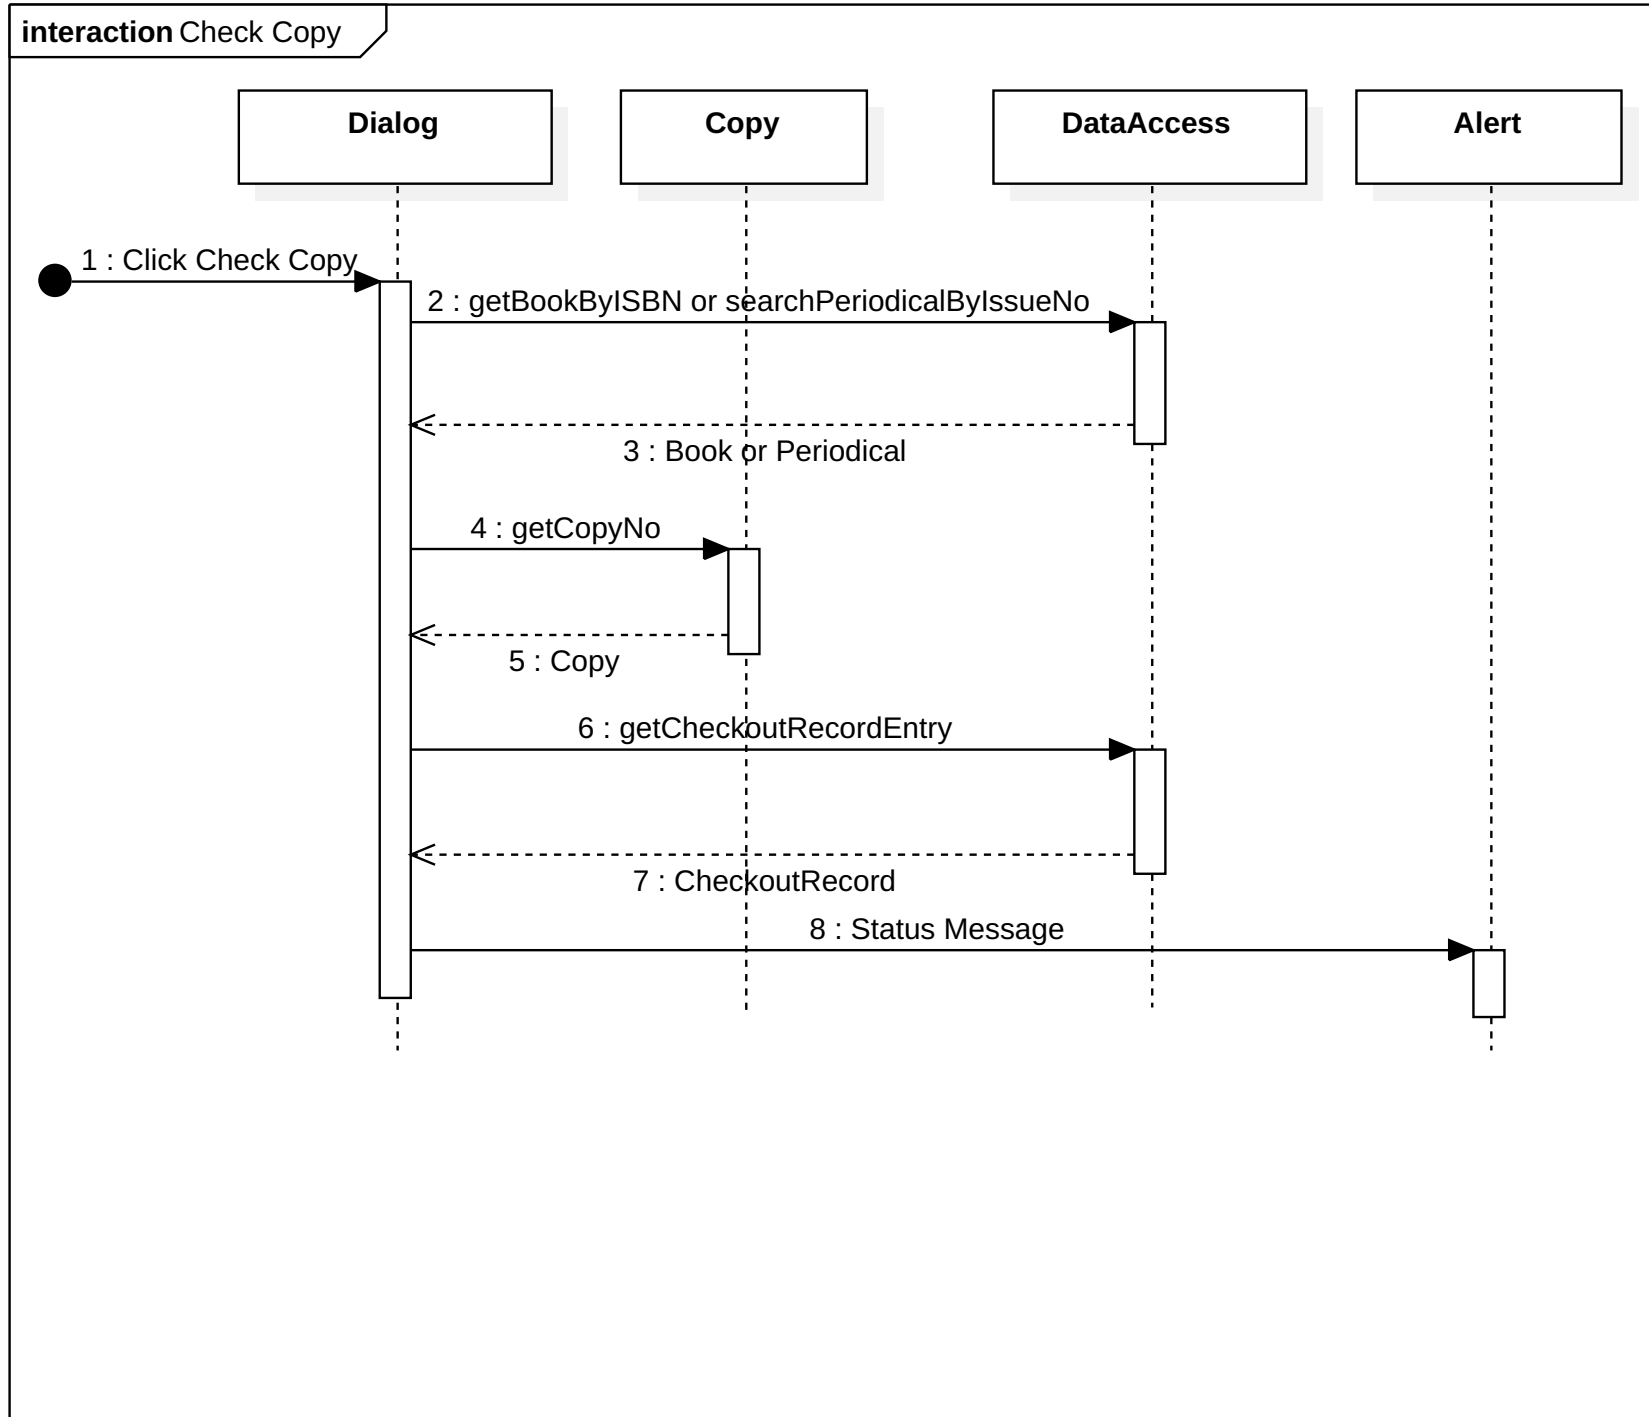 interaction Check Copy
Dialog
Copy
DataAccess
Alert
1 : Click Check Copy
2 : getBookByISBN or searchPeriodicalByIssueNo
3 : Book or Periodical
4 : getCopyNo
5 : Copy
6 : getCheckoutRecordEntry
7 : CheckoutRecord
8 : Status Message